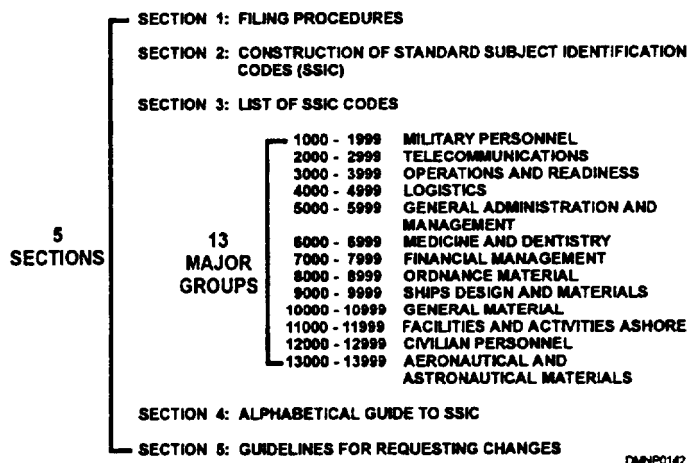 SECTION 1: FILING PROCEDURES
SECTION 2: CONSTRUCTION OF STANDARD SUBJECT IDENTIFICATION
CODES (SSIC)
SECTION 3: LIST OF SSIC CODES
5
SECTIONS
13
MAJOR
GROUPS
1000 - 1999 MILITARY PERSONNEL
2000 - 2999 TELECOMMUNICATIONS
3000 - 3999 OPERATIONS AND READINESS
4000 - 4999 LOGISTICS
5000 - 5999 GENERAL ADMINISTRATION AND
MANAGEMENT
6000 - 6999 MEDICINE AND DENTISTRY
7000 - 7999 FINANCIAL MANAGEMENT
8000 - 8999 ORDNANCE MATERIAL
9000 - 9999 SHIPS DESIGN AND MATERIALS
10000 - 10999 GENERAL MATERIAL
11000 - 11999 FACILITIES AND ACTIVITIES ASHORE
12000 - 12999 CIVILIAN PERSONNEL
13000 - 13999 AERONAUTICAL AND
ASTRONAUTICAL MATERIALS
SECTION 4: ALPHABETICAL GUIDE TO SSIC
SECTION 5: GUIDELINES FOR REQUESTING CHANGES
DMNP0142